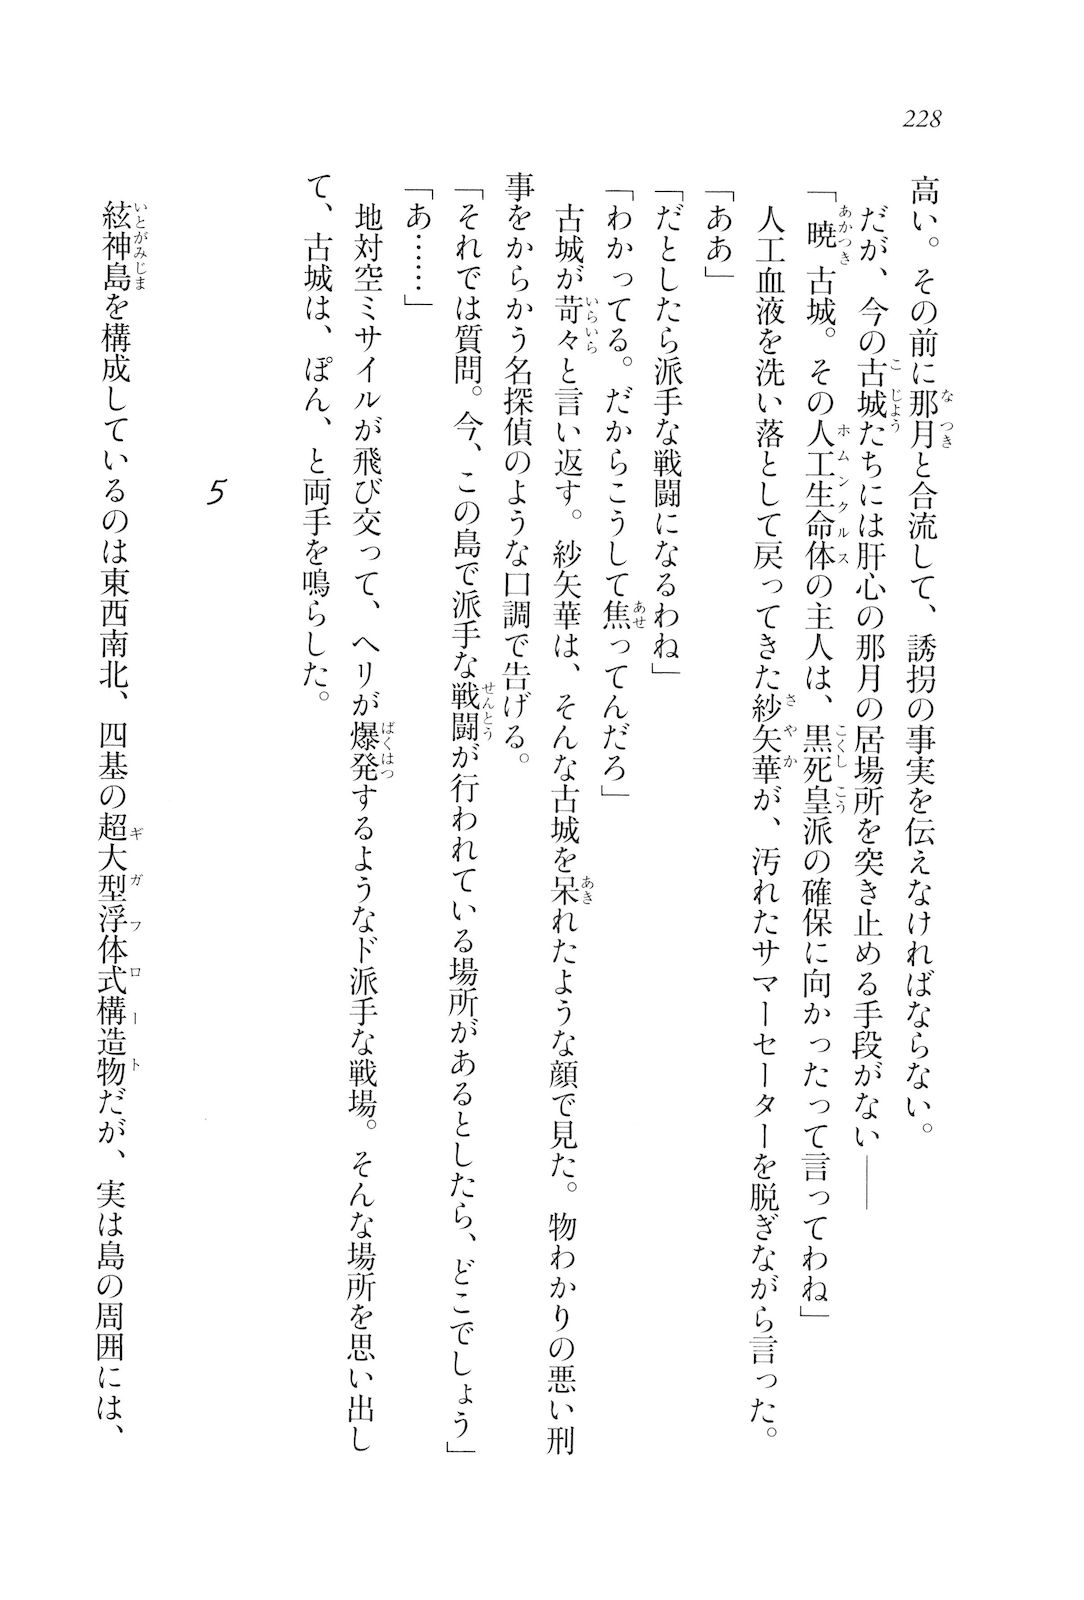 228
高い。その前に那月と合流して、誘拐の事実を伝えなければならない。
だが、今の古城たちには肝心の那月の居場所を突き止める手段がない――
「暁古城。その人工生命体の主人は、黒死皇派の確保に向かったって言ってわね」
人工血液を洗い落として戻ってきた紗矢華が、汚れたサマーセーターを脱ぎながら言った。
「ああ」
「だとしたら派手な戦闘になるわね」
「わかってる。だからこうして焦ってんだろ」
古城が苛々と言い返す。紗矢華は、そんな古城を呆れたような顔で見た。物わかりの悪い刑
事をからかう名探偵のような口調で告げる。
「それでは質問。今、この島で派手な戦闘が行われている場所があるとしたら、どこでしょう」
「あ……」
地対空ミサイルが飛び交って、ヘリが爆発するようなド派手な戦場。そんな場所を思い出し
て、古城は、ぽん、と両手を鳴らした。
5
絃神島を構成しているのは東西南北、四基の超大型浮体式構造物だが、実は島の周囲には、